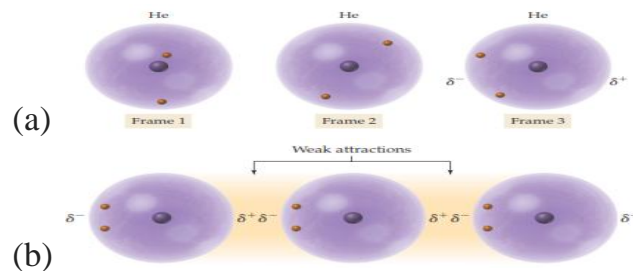 He He He
δ⁻ δ⁺
(a)
Frame 1 Frame 2 Frame 3
Weak attractions
δ⁻ δ⁺ δ⁻ δ⁺ δ⁻
(b)